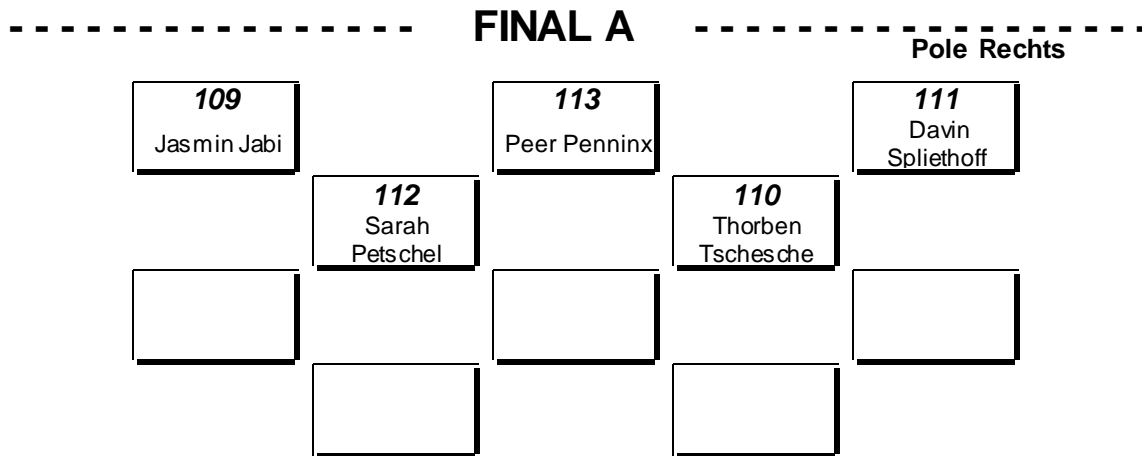 - - - - - - - - - - - - - - - - FINAL A - - - - - - - - - - - - - - - - - -
Pole Rechts
109
Jasmin Jabi
113
Peer Penninx
111
Davin
Spliethoff
112
Sarah
Petschel
110
Thorben
Tschesche